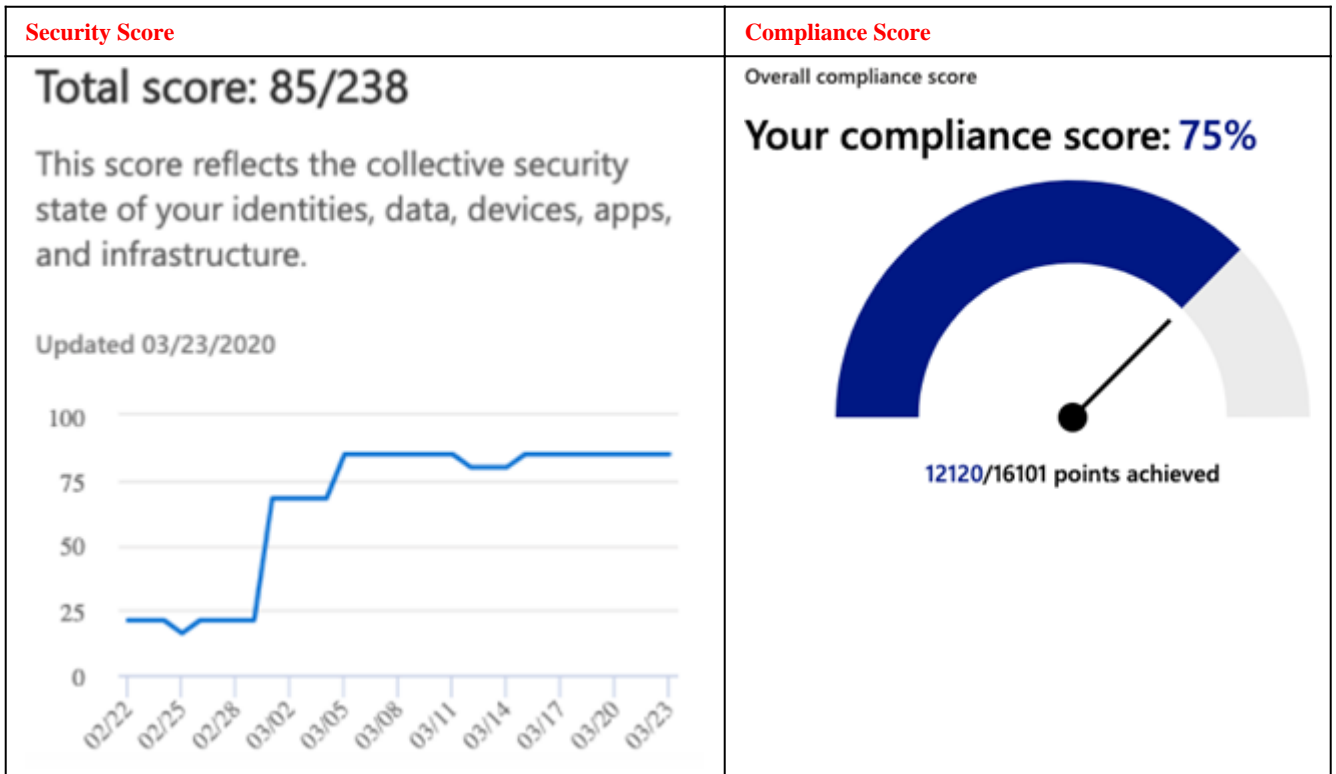 Security Score
Compliance Score
Total score: 85/238
This score reflects the collective security
state of your identities, data, devices, apps,
and infrastructure.
Updated 03/23/2020
100
75
50
25
0
02/22
02/25
02/28
03/02
03/05
03/08
03/11
03/14
03/17
03/20
03/23
Overall compliance score
Your compliance score: 75%
12120/16101 points achieved